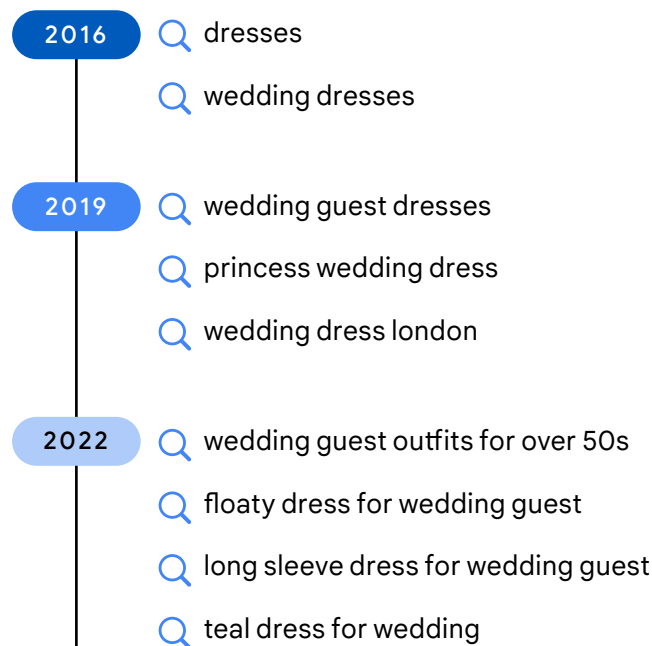 2016 dresses
wedding dresses
2019 wedding guest dresses
princess wedding dress
wedding dress london
2022 wedding guest outfits for over 50s
floaty dress for wedding guest
long sleeve dress for wedding guest
teal dress for wedding